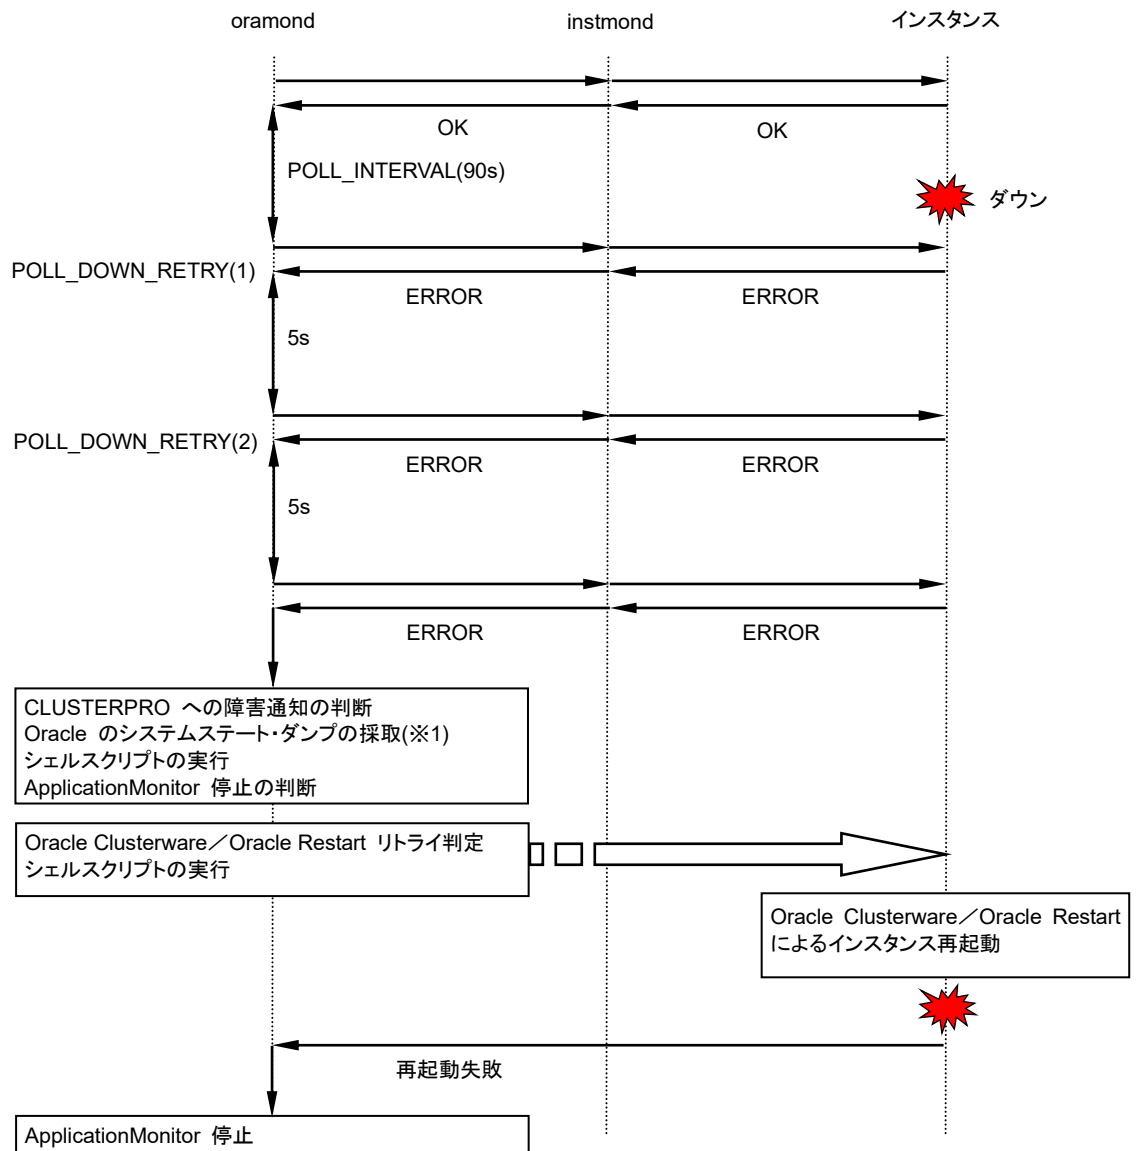 oramond
instmond
インスタンス
OK
OK
POLL_INTERVAL(90s)
ダウン
POLL_DOWN_RETRY(1)
ERROR
ERROR
5s
POLL_DOWN_RETRY(2)
ERROR
ERROR
5s
ERROR
ERROR
CLUSTERPRO への障害通知の判断
Oracle のシステムステート・ダンプの採取(※1)
シェルスクリプトの実行
ApplicationMonitor 停止の判断
Oracle Clusterware／Oracle Restart リトライ判定
シェルスクリプトの実行
Oracle Clusterware／Oracle Restart
によるインスタンス再起動
再起動失敗
ApplicationMonitor 停止